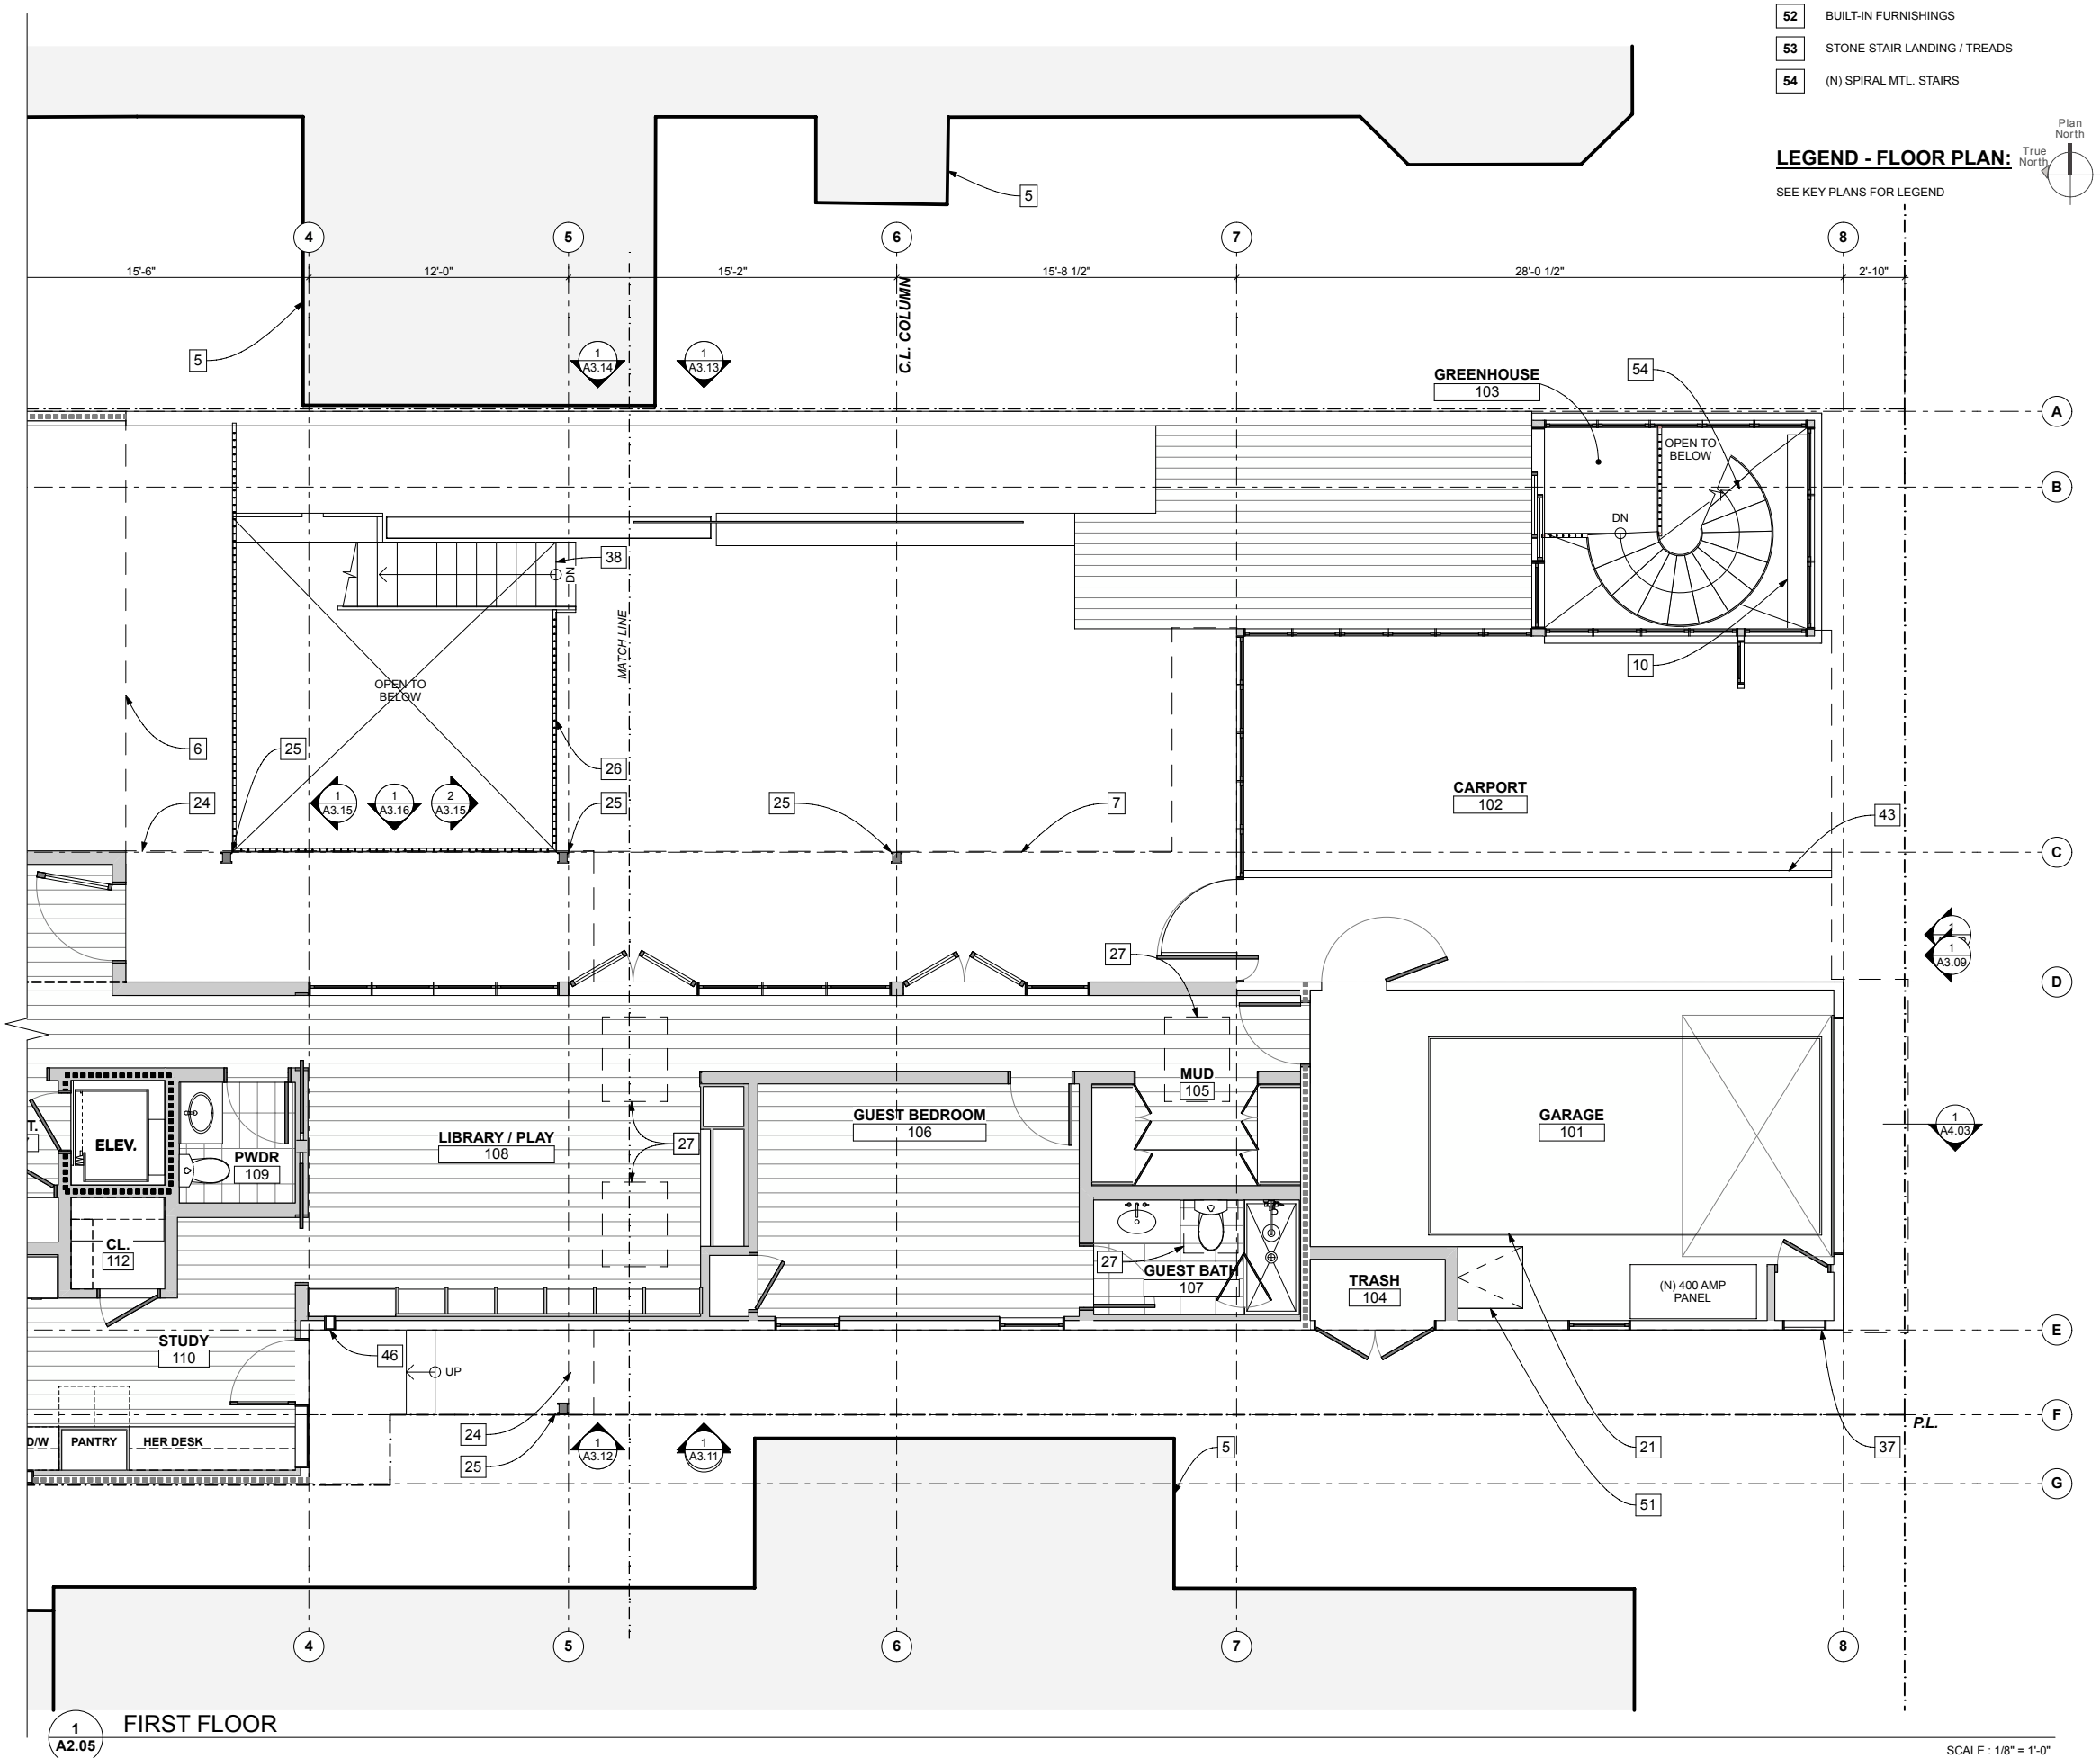 52 BUILT-IN FURNISHINGS
53 STONE STAIR LANDING / TREADS
54 (N) SPIRAL MTL. STAIRS
Plan
North
True
North
LEGEND - FLOOR PLAN:
SEE KEY PLANS FOR LEGEND
5
4 5 6 7 8
15'-6" 12'-0" 15'-2" 15'-8 1/2" 28'-0 1/2" 2'-10"
C.L. COLUMN
5
1
A3.14
1
A3.13
GREENHOUSE
103
54
A
OPEN TO
BELOW
B
DN
38
DN
MATCH LINE
10
OPEN TO
BELOW
6
25
26
24
1
A3.15
1
A3.16
2
A3.15
25
25
7
CARPORT
102
43
C
27
1
1
A3.09
D
MUD
105
GUEST BEDROOM
106
GARAGE
101
1
A4.03
T.
ELEV.
LIBRARY / PLAY
108
27
PWDR
109
CL.
112
27
GUEST BATH
107
TRASH
104
(N) 400 AMP
PANEL
STUDY
110
46
UP
E
F
P.L.
D/W PANTRY HER DESK
24
25
1
A3.12
1
A3.11
5
21
37
G
51
4 5 6 7 8
1
A2.05
FIRST FLOOR
SCALE : 1/8" = 1'-0"